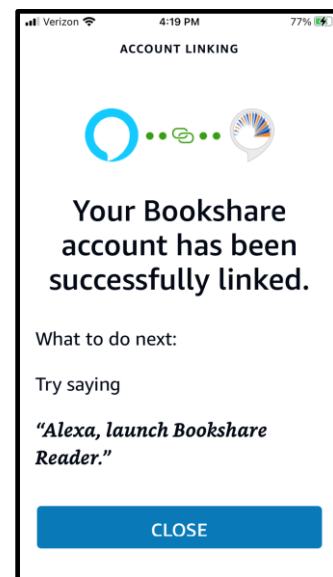 Verizon 4:19 PM 77%
ACCOUNT LINKING
Your Bookshare
account has been
successfully linked.
What to do next:
Try saying
“Alexa, launch Bookshare
Reader.”
CLOSE